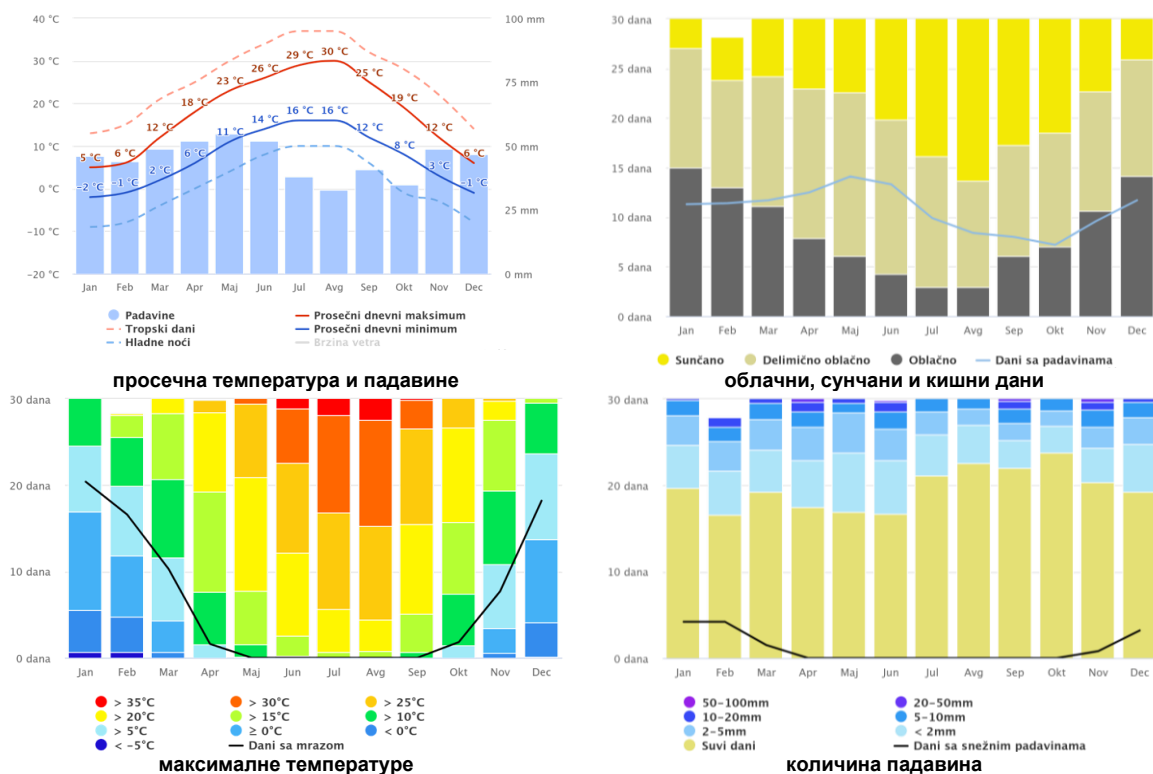 40 °C
30 °C
20 °C
10 °C
0 °C
−10 °C
−20 °C
100 mm
75 mm
50 mm
25 mm
0 mm
5 °C
6 °C
12 °C
18 °C
23 °C
26 °C
29 °C
30 °C
25 °C
19 °C
12 °C
6 °C
−2 °C
−1 °C
2 °C
6 °C
11 °C
14 °C
16 °C
16 °C
12 °C
8 °C
3 °C
−1 °C
Jan Feb Mar Apr Maj Jun Jul Avg Sep Okt Nov Dec
Padavine
Prosečni dnevni maksimum
Tropski dani
Prosečni dnevni minimum
Hladne noći
Brzina vetra
просечна температура и падавине
30 dana
25 dana
20 dana
15 dana
10 dana
5 dana
0 dana
Jan Feb Mar Apr Maj Jun Jul Avg Sep Okt Nov Dec
Sunčano
Delimično oblačno
Oblačno
Dani sa padavinama
облачни, сунчани и кишни дани
30 dana
20 dana
10 dana
0 dana
Jan Feb Mar Apr Maj Jun Jul Avg Sep Okt Nov Dec
> 35°C
> 30°C
> 25°C
> 20°C
> 15°C
> 10°C
> 5°C
≥ 0°C
< 0°C
< −5°C
Dani sa mrazom
максималне температуре
30 dana
20 dana
10 dana
0 dana
Jan Feb Mar Apr Maj Jun Jul Avg Sep Okt Nov Dec
50−100mm
20−50mm
10−20mm
5−10mm
2−5mm
< 2mm
Suvi dani
Dani sa snežnim padavinama
количина падавина